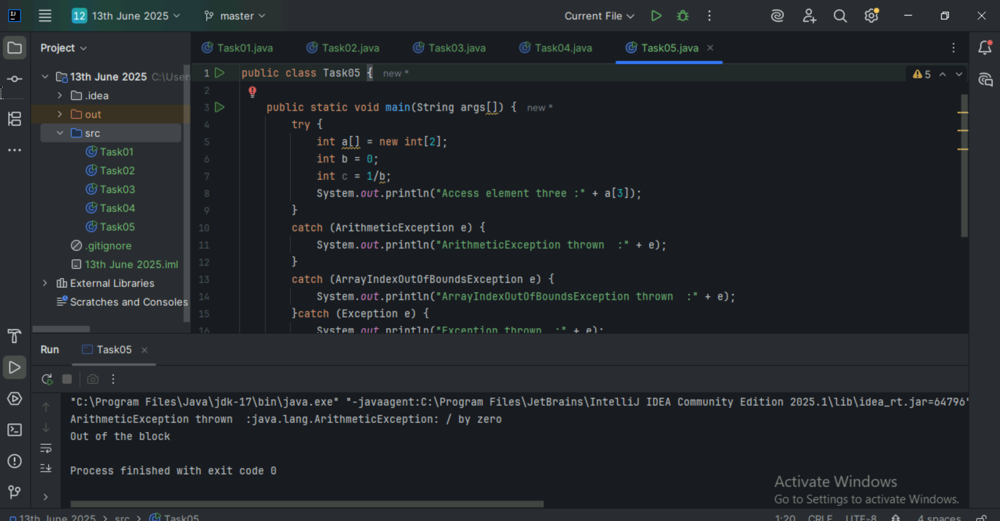 IJ
12 13th June 2025
master
Current File
Project
Task01.java
Task02.java
Task03.java
Task04.java
Task05.java
13th June 2025 C:\User
.idea
out
src
Task01
Task02
Task03
Task04
Task05
.gitignore
13th June 2025.iml
External Libraries
Scratches and Consoles
5
1 public class Task05 { new *
2
3 public static void main(String args[]) { new *
4 try {
5 int a[] = new int[2];
6 int b = 0;
7 int c = 1/b;
8 System.out.println("Access element three :" + a[3]);
9 }
10 catch (ArithmeticException e) {
11 System.out.println("ArithmeticException thrown  :" + e);
12 }
13 catch (ArrayIndexOutOfBoundsException e) {
14 System.out.println("ArrayIndexOutOfBoundsException thrown  :" + e);
15 }catch (Exception e) {
16 System.out.println("Exception thrown  :" + e);
Run
Task05
"C:\Program Files\Java\jdk-17\bin\java.exe" "-javaagent:C:\Program Files\JetBrains\IntelliJ IDEA Community Edition 2025.1\lib\idea_rt.jar=64796"
ArithmeticException thrown  :java.lang.ArithmeticException: / by zero
Out of the block
Process finished with exit code 0
Activate Windows
Go to Settings to activate Windows.
13th June 2025 > src > Task05
1:20 CRLF UTF-8 4 spaces